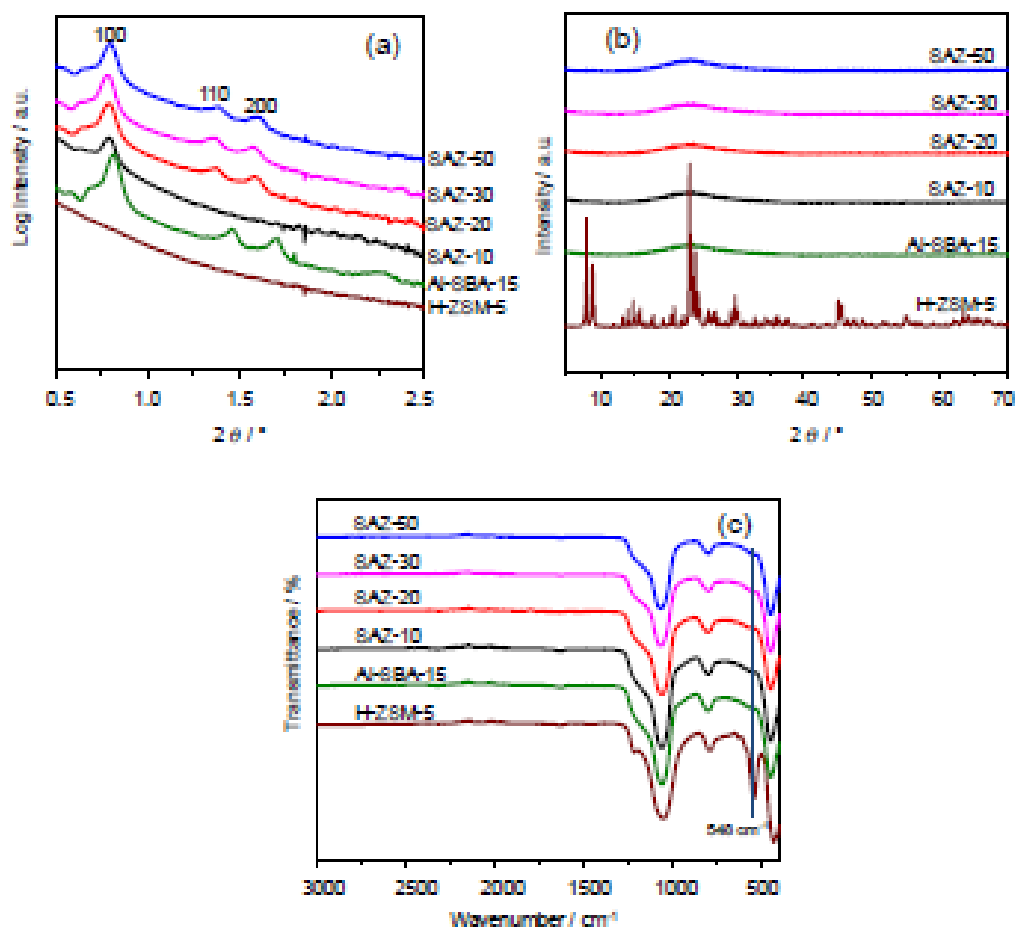 (a)
100
110
200
SAZ-50
SAZ-30
SAZ-20
SAZ-10
Al-SBA-15
H-ZSM-5
Log Intensity / a.u.
0.5 1.0 1.5 2.0 2.5
2 θ / °
(b)
SAZ-50
SAZ-30
SAZ-20
SAZ-10
Al-SBA-15
H-ZSM-5
Intensity / a.u
10 20 30 40 50 60 70
2 θ / °
(c)
SAZ-50
SAZ-30
SAZ-20
SAZ-10
Al-SBA-15
H-ZSM-5
Transmittance / %
548 cm⁻¹
3000 2500 2000 1500 1000 500
Wavenumber / cm⁻¹